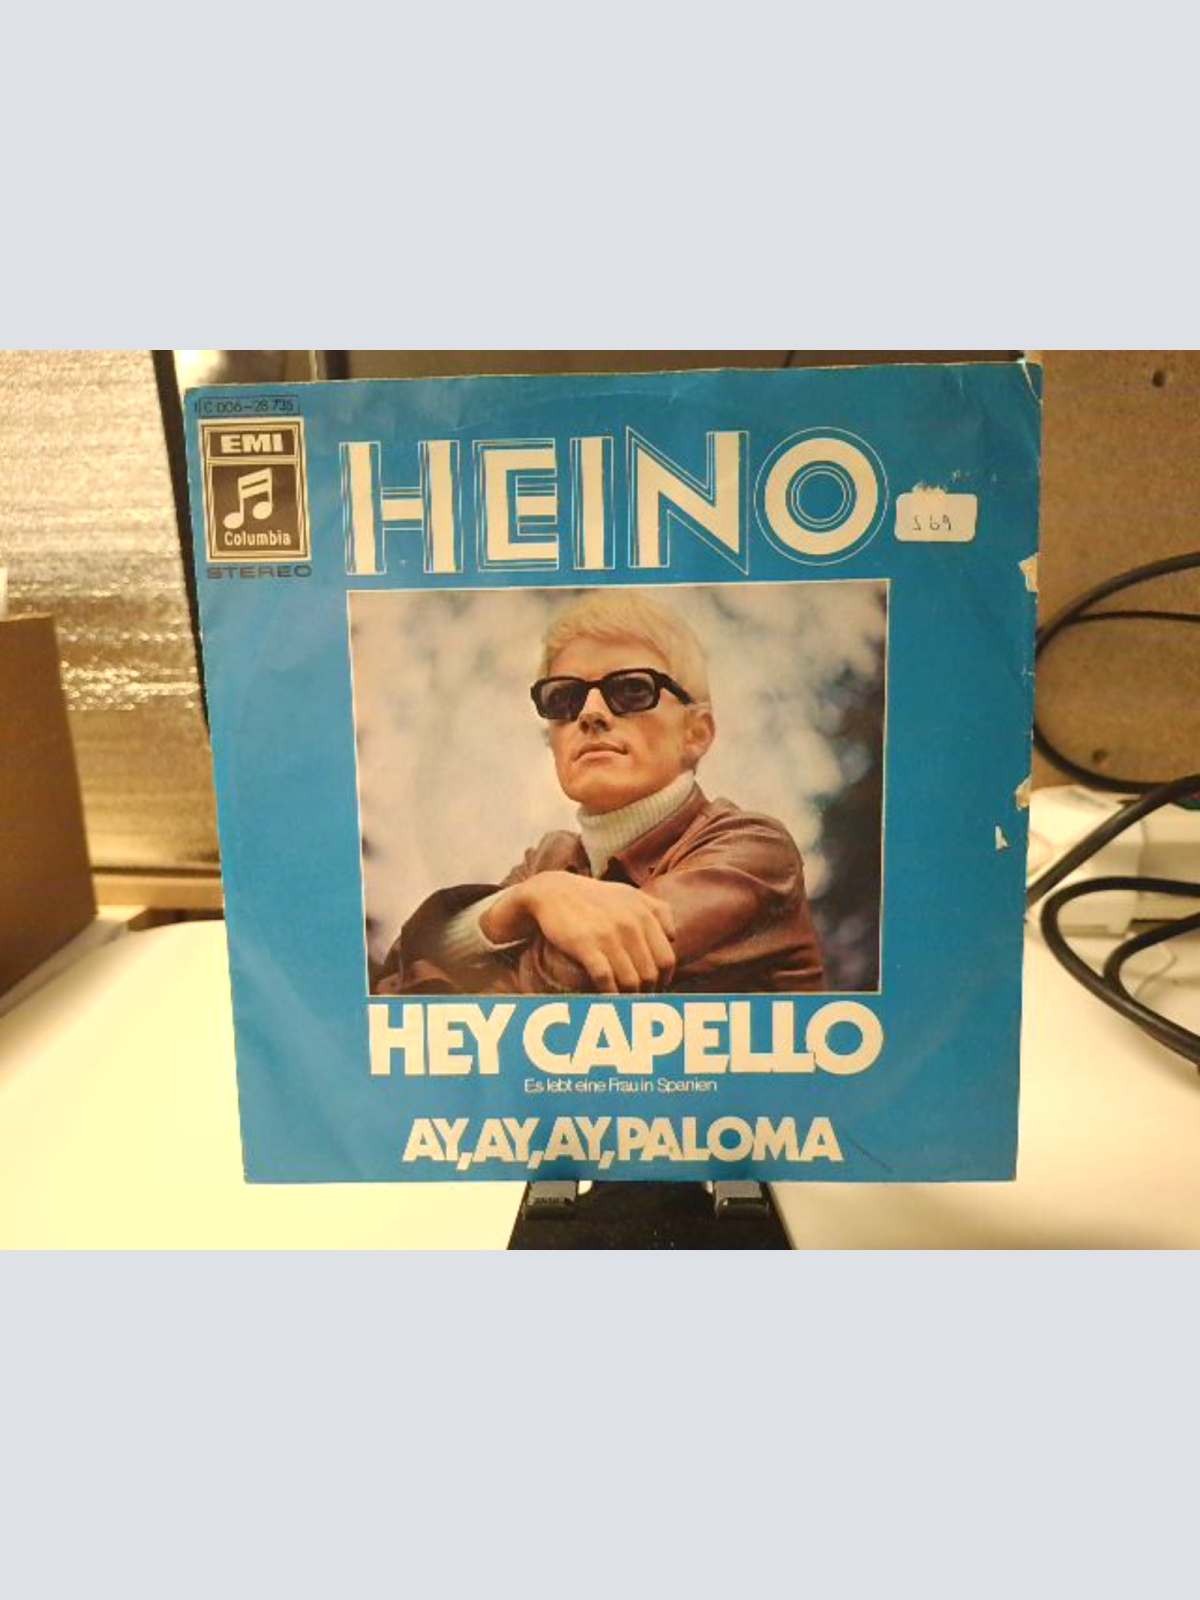 1 C 006-28 735
EMI
Columbia
STEREO
HEINO
HEY CAPELLO
Es lebt eine Frau in Spanien
AY, AY, AY, PALOMA